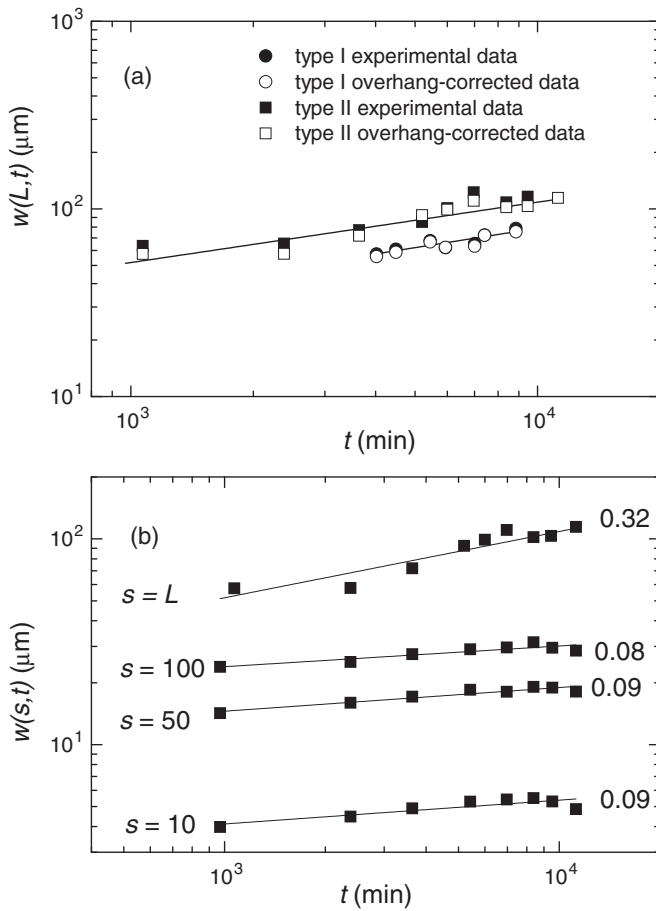 10³
(a)
type I experimental data
type I overhang-corrected data
type II experimental data
type II overhang-corrected data
w(L,t) (μm)
10²
10¹
10³
10⁴
t (min)
(b)
w(s,t) (μm)
10²
s = L
0.32
s = 100
0.08
s = 50
0.09
10¹
s = 10
0.09
10³
10⁴
t (min)